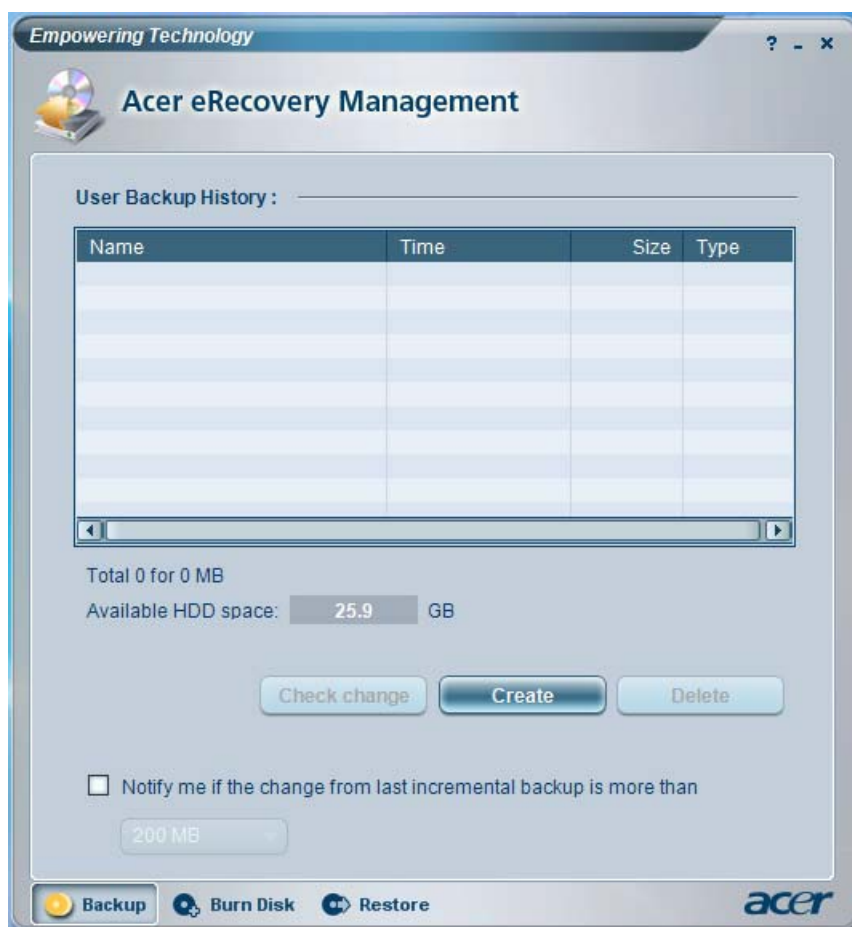 Empowering Technology
? - ×
Acer eRecovery Management
User Backup History :
Name Time Size Type
Total 0 for 0 MB
Available HDD space: 25.9 GB
Check change Create Delete
Notify me if the change from last incremental backup is more than
200 MB
Backup Burn Disk Restore acer